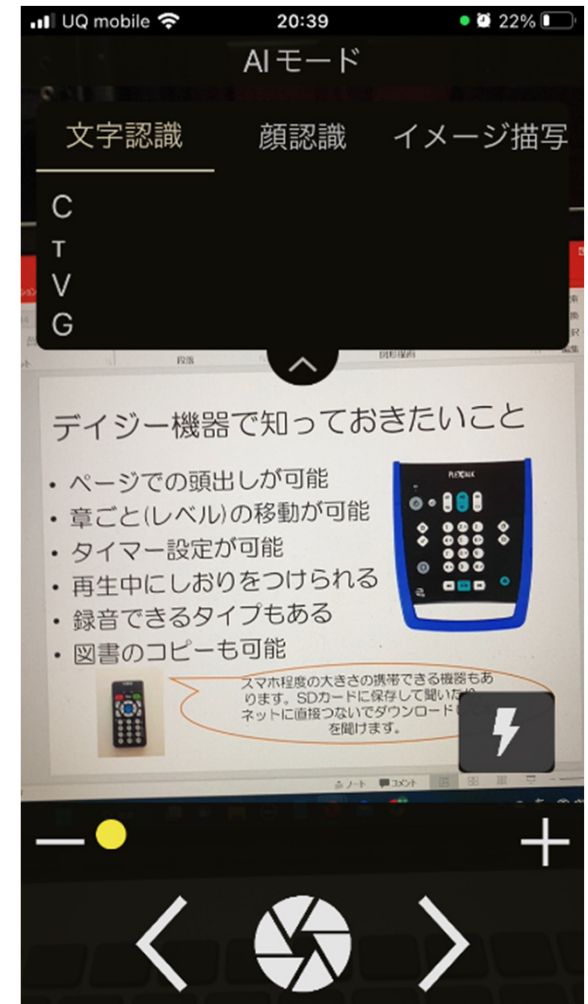 UQ mobile 20:39 22%
AIモード
文字認識 顔認識 イメージ描写
C
T
V
G
段落 図形描画
デイジー機器で知っておきたいこと
• ページでの頭出しが可能
• 章ごと(レベル)の移動が可能
• タイマー設定が可能
• 再生中にしおりをつけられる
• 録音できるタイプもある
• 図書のコピーも可能
PLEXTALK
スマホ程度の大きさの携帯できる機器もあ
ります。SDカードに保存して聞いたり
ネットに直接つないでダウンロード
を聞けます。
ノート コメント